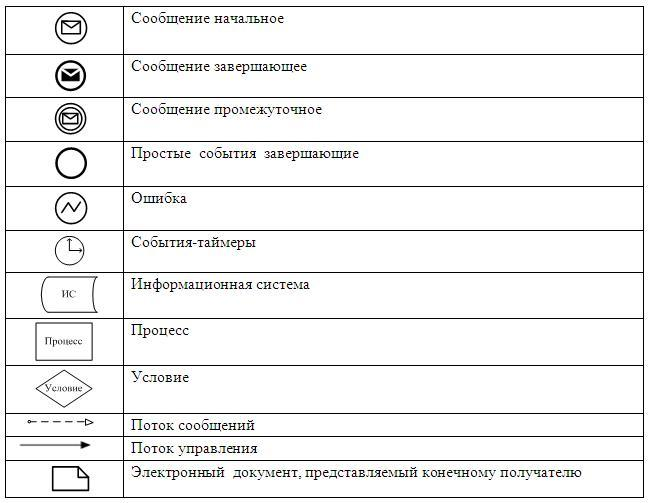 Сообщение начальное
Сообщение завершающее
Сообщение промежуточное
Простые события завершающие
Ошибка
События-таймеры
ИС
Информационная система
Процесс
Процесс
Условие
Условие
Поток сообщений
Поток управления
Электронный документ, представляемый конечному получателю